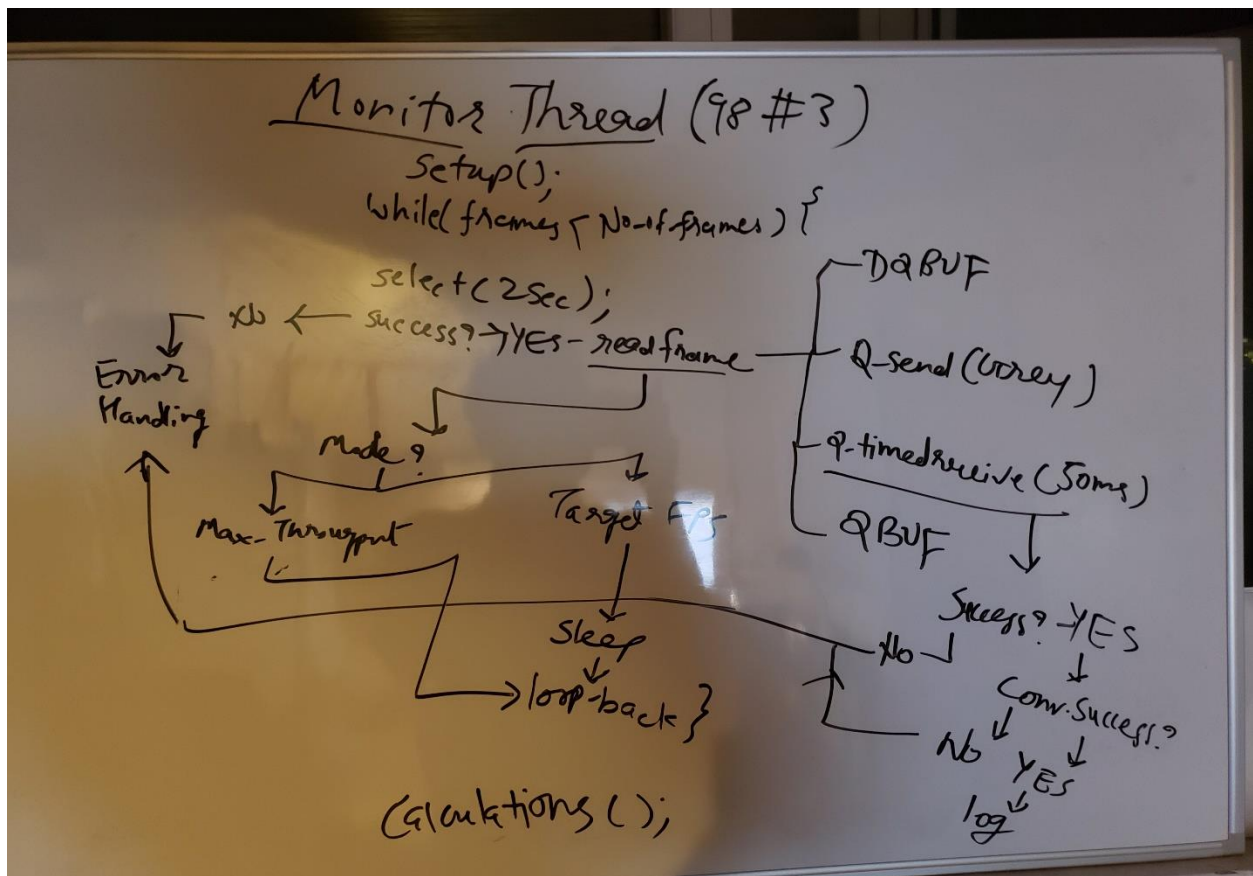 Monitor Thread (98 #3)
Setup();
while(frames < No-of-frames) {
select(2sec);
No ← success? → YES - readframe
DQBUF
Q-send(Grey)
Q-timedreceive(50ms)
QBUF
Error
Handling
Mode?
Max-Througput
Target FPS
Sleep
loop-back }
Success? → YES
No
Conv. Success?
No
YES
log
Calculations();